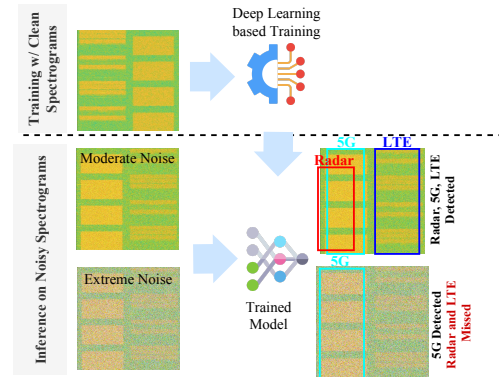 Training w/ Clean
Spectrograms
Deep Learning
based Training
Inference on Noisy Spectrograms
Moderate Noise
Extreme Noise
Trained
Model
5G
LTE
Radar
Radar, 5G, LTE
Detected
5G
5G Detected
Radar and LTE
Missed